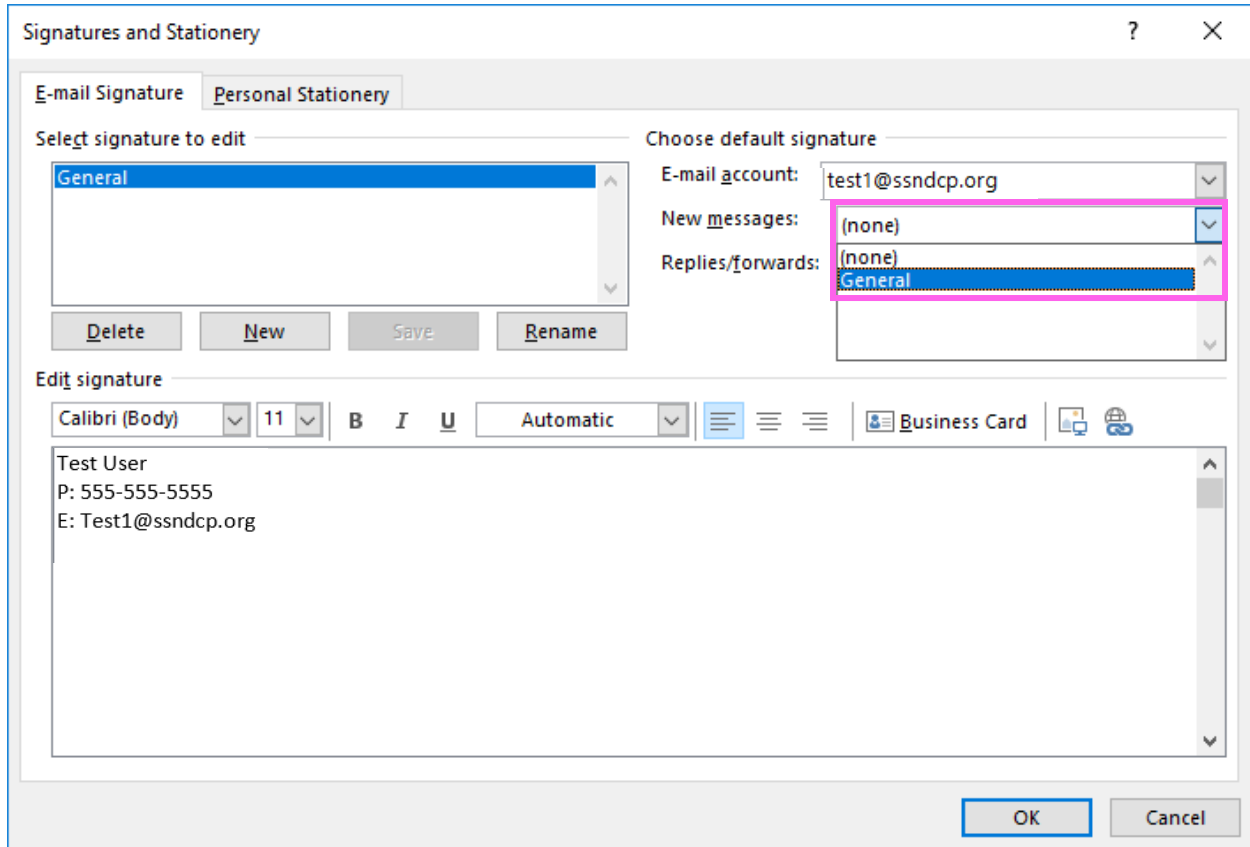 Signatures and Stationery ?
E-mail Signature Personal Stationery
Select signature to edit
General
Delete New Save Rename
Choose default signature
E-mail account: test1@ssndcp.org
New messages: (none)
(none)
General
Replies/forwards:
Edit signature
Calibri (Body) 11 B I U Automatic Business Card
Test User
P: 555-555-5555
E: Test1@ssndcp.org
OK Cancel